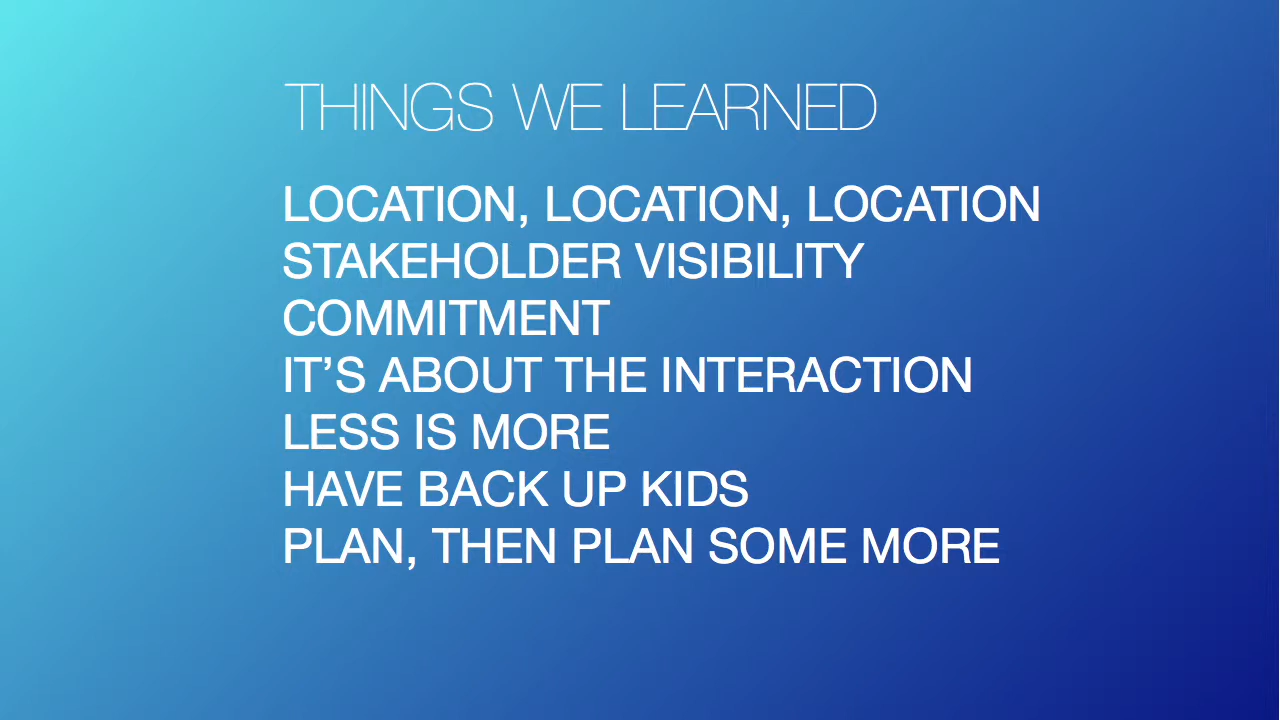 THINGS WE LEARNED
LOCATION, LOCATION, LOCATION
STAKEHOLDER VISIBILITY
COMMITMENT
IT’S ABOUT THE INTERACTION
LESS IS MORE
HAVE BACK UP KIDS
PLAN, THEN PLAN SOME MORE